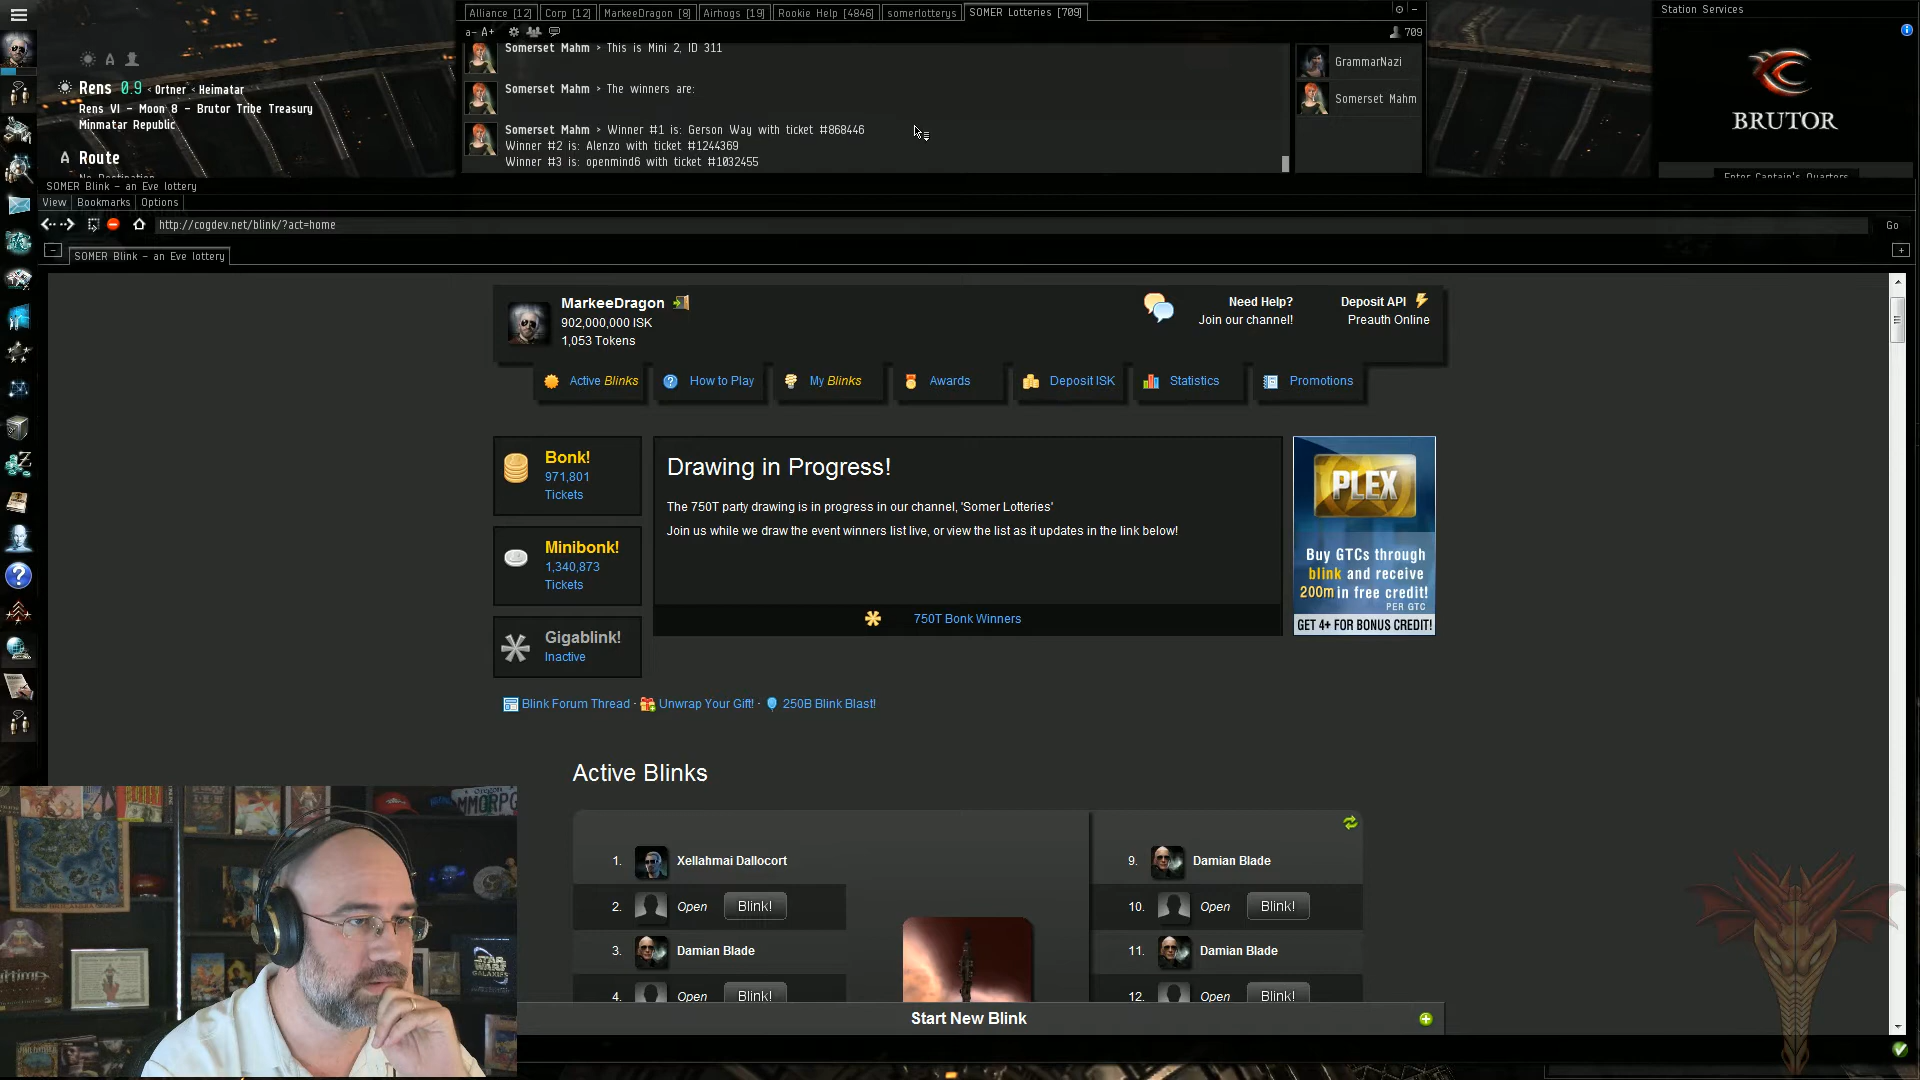 Alliance [12]
Corp [12]
MarkeeDragon [8]
Airhogs [19]
Rookie Help [4846]
somerlotterys
SOMER Lotteries [709]
Station Services
a- A+
709
Somerset Mahm > This is Mini 2, ID 311
Somerset Mahm > The winners are:
Somerset Mahm > Winner #1 is: Gerson Way with ticket #868446
Winner #2 is: Alenzo with ticket #1244369
Winner #3 is: openmind6 with ticket #1032455
GrammarNazi
Somerset Mahm
BRUTOR
Enter Captain's Quarters
Rens 0.9 < Ortner < Heimatar
Rens VI - Moon 8 - Brutor Tribe Treasury
Minmatar Republic
A Route
No Destination
SOMER Blink - an Eve lottery
View
Bookmarks
Options
http://cogdev.net/blink/?act=home
Go
SOMER Blink - an Eve lottery
MarkeeDragon
902,000,000 ISK
1,053 Tokens
Need Help?
Join our channel!
Deposit API
Preauth Online
Active Blinks
How to Play
My Blinks
Awards
Deposit ISK
Statistics
Promotions
Bonk!
971,801
Tickets
Minibonk!
1,340,873
Tickets
Gigablink!
Inactive
Drawing in Progress!
The 750T party drawing is in progress in our channel, 'Somer Lotteries'
Join us while we draw the event winners list live, or view the list as it updates in the link below!
750T Bonk Winners
PLEX
Buy GTCs through
blink and receive
200m in free credit!
PER GTC
GET 4+ FOR BONUS CREDIT!
Blink Forum Thread · Unwrap Your Gift! · 250B Blink Blast!
Active Blinks
1. Xellahmai Dallocort
2. Open Blink!
3. Damian Blade
4. Open Blink!
9. Damian Blade
10. Open Blink!
11. Damian Blade
12. Open Blink!
Start New Blink
MMORPG
STAR WARS
GALAXIES